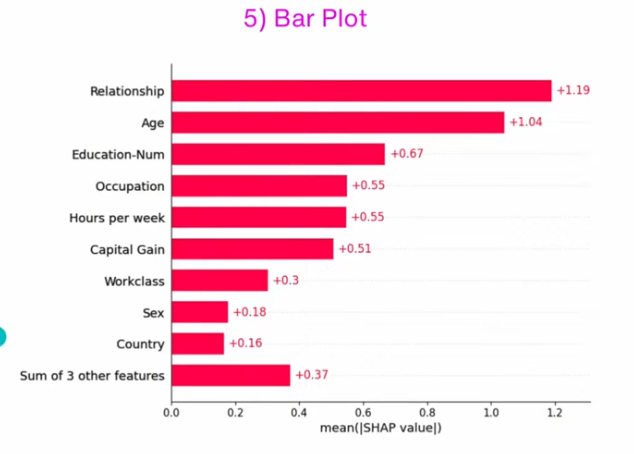 5) Bar Plot
Relationship +1.19
Age +1.04
Education-Num +0.67
Occupation +0.55
Hours per week +0.55
Capital Gain +0.51
Workclass +0.3
Sex +0.18
Country +0.16
Sum of 3 other features +0.37
0.0 0.2 0.4 0.6 0.8 1.0 1.2
mean(|SHAP value|)